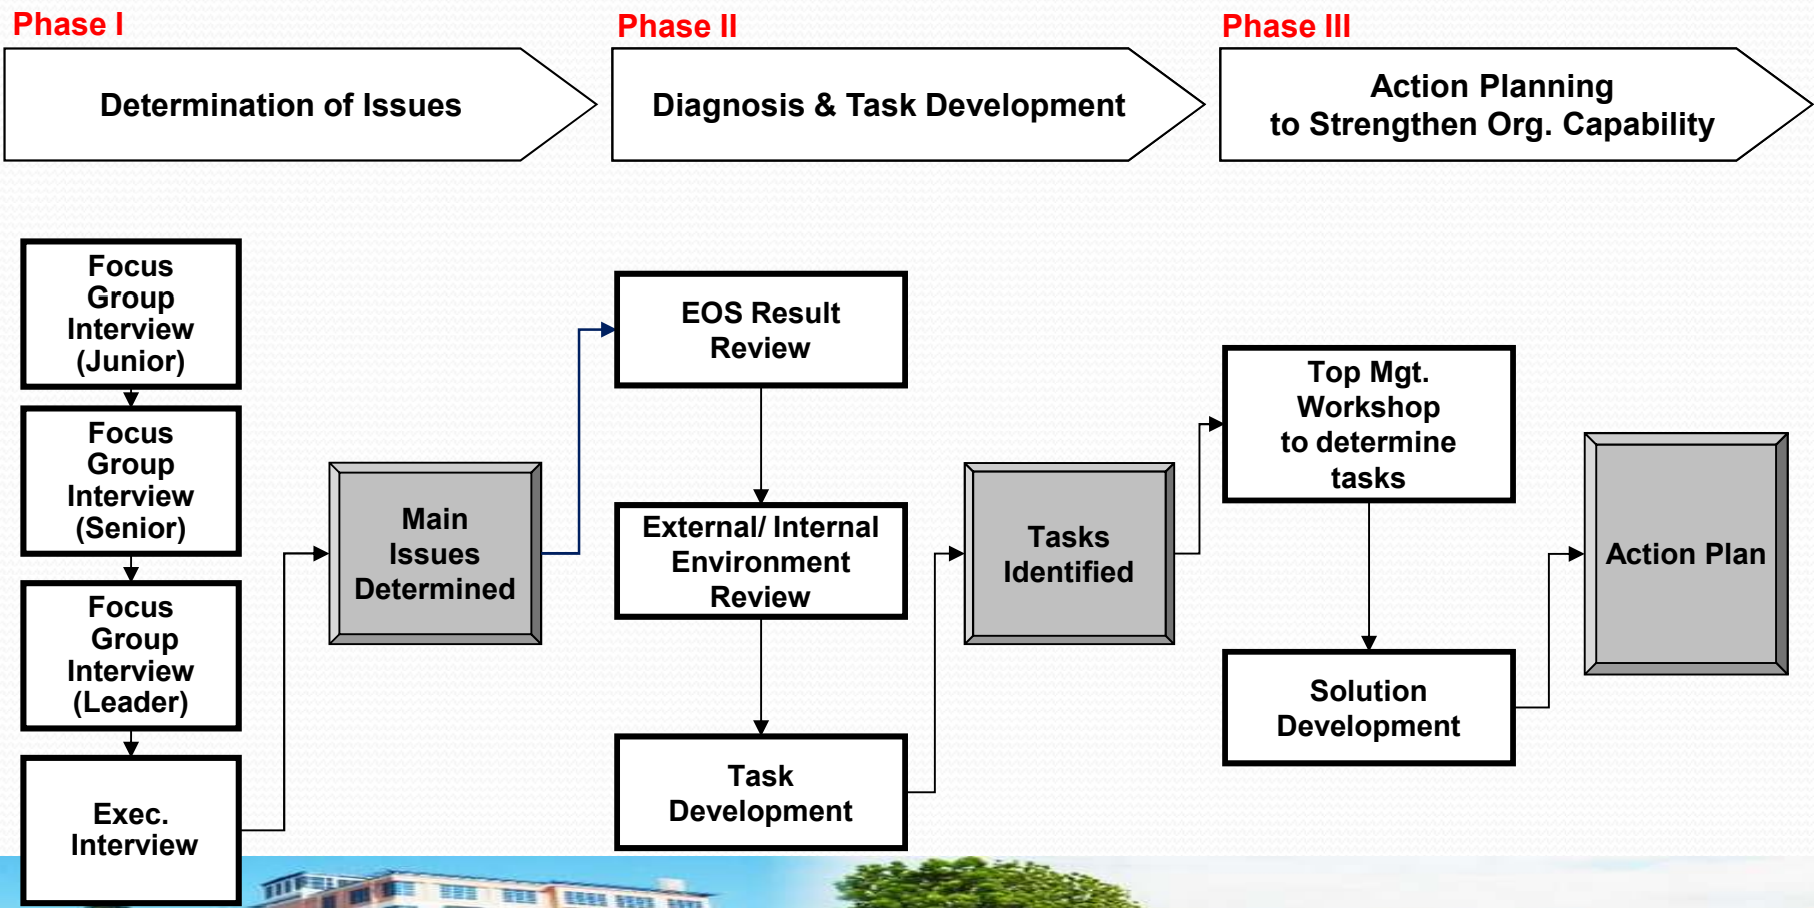 Phase I
Phase II
Phase III
Determination of Issues
Diagnosis & Task Development
Action Planning
to Strengthen Org. Capability
Focus
Group
Interview
(Junior)
Focus
Group
Interview
(Senior)
Focus
Group
Interview
(Leader)
Exec.
Interview
Main
Issues
Determined
EOS Result
Review
External/ Internal
Environment
Review
Task
Development
Tasks
Identified
Top Mgt.
Workshop
to determine
tasks
Solution
Development
Action Plan